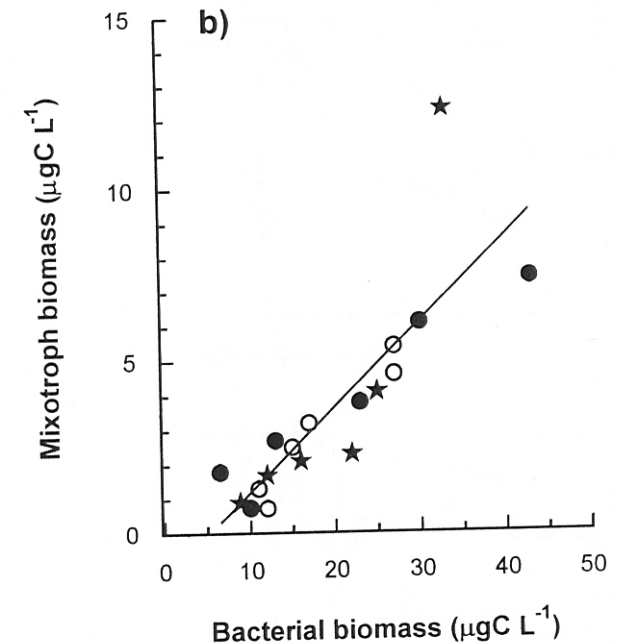 b)
15
10
5
0
0 10 20 30 40 50
Mixotroph biomass (μgC L⁻¹)
Bacterial biomass (μgC L⁻¹)